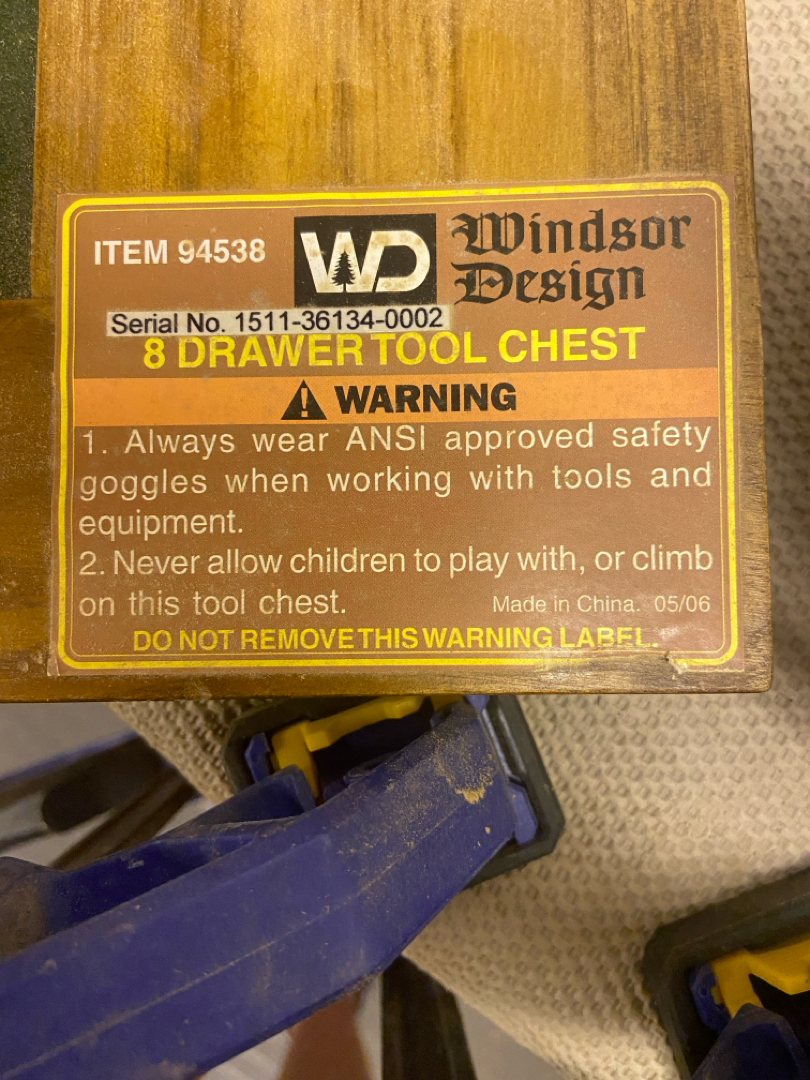 ITEM 94538
WD
Windsor
Design
Serial No. 1511-36134-0002
8 DRAWER TOOL CHEST
WARNING
1. Always wear ANSI approved safety
goggles when working with tools and
equipment.
2. Never allow children to play with, or climb
on this tool chest.
Made in China. 05/06
DO NOT REMOVE THIS WARNING LABEL.